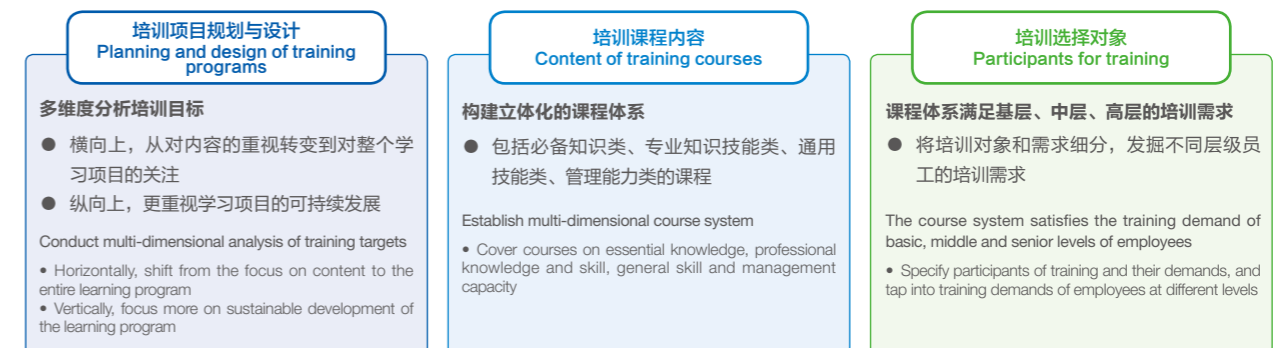 培训项目规划与设计
Planning and design of training
programs
多维度分析培训目标
● 横向上，从对内容的重视转变到对整个学
习项目的关注
● 纵向上，更重视学习项目的可持续发展
Conduct multi-dimensional analysis of training targets
• Horizontally, shift from the focus on content to the
entire learning program
• Vertically, focus more on sustainable development of
the learning program
培训课程内容
Content of training courses
构建立体化的课程体系
● 包括必备知识类、专业知识技能类、通用
技能类、管理能力类的课程
Establish multi-dimensional course system
• Cover courses on essential knowledge, professional
knowledge and skill, general skill and management
capacity
培训选择对象
Participants for training
课程体系满足基层、中层、高层的培训需求
● 将培训对象和需求细分，发掘不同层级员
工的培训需求
The course system satisfies the training demand of
basic, middle and senior levels of employees
• Specify participants of training and their demands, and
tap into training demands of employees at different levels